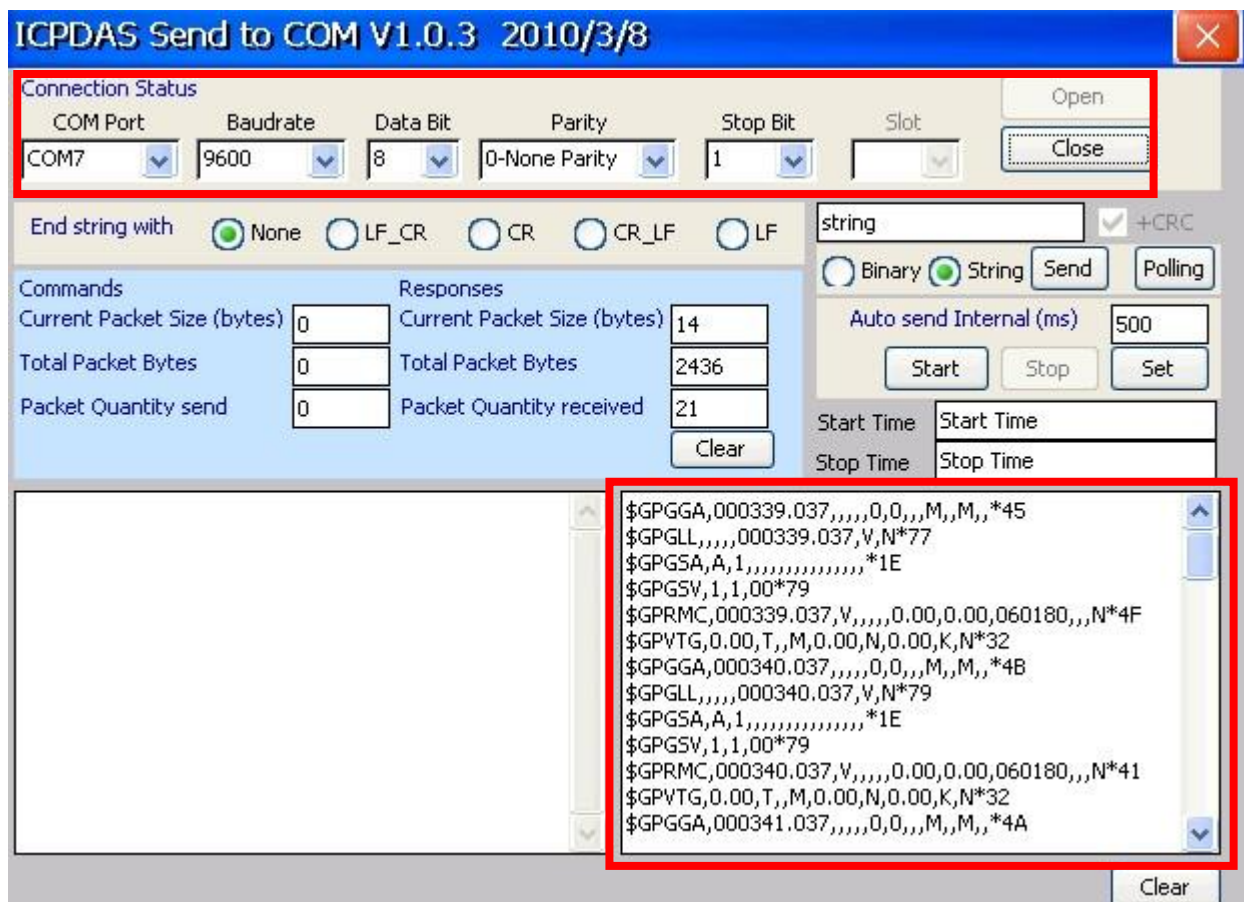 ICPDAS Send to COM V1.0.3 2010/3/8
Connection Status
COM Port Baudrate Data Bit Parity Stop Bit Slot Open
COM7 9600 8 0-None Parity 1 Close
End string with None LF_CR CR CR_LF LF
string +CRC
Binary String Send Polling
Commands Responses
Current Packet Size (bytes) 0 Current Packet Size (bytes) 14
Total Packet Bytes 0 Total Packet Bytes 2436
Packet Quantity send 0 Packet Quantity received 21
Clear
Auto send Internal (ms) 500
Start Stop Set
Start Time Start Time
Stop Time Stop Time
$GPGGA,000339.037,,,,,0,0,,,M,,M,,*45
$GPGLL,,,,,000339.037,V,N*77
$GPGSA,A,1,,,,,,,,,,,,,,,*1E
$GPGSV,1,1,00*79
$GPRMC,000339.037,V,,,,,0.00,0.00,060180,,,N*4F
$GPVTG,0.00,T,,M,0.00,N,0.00,K,N*32
$GPGGA,000340.037,,,,,0,0,,,M,,M,,*4B
$GPGLL,,,,,000340.037,V,N*79
$GPGSA,A,1,,,,,,,,,,,,,,,*1E
$GPGSV,1,1,00*79
$GPRMC,000340.037,V,,,,,0.00,0.00,060180,,,N*41
$GPVTG,0.00,T,,M,0.00,N,0.00,K,N*32
$GPGGA,000341.037,,,,,0,0,,,M,,M,,*4A
Clear